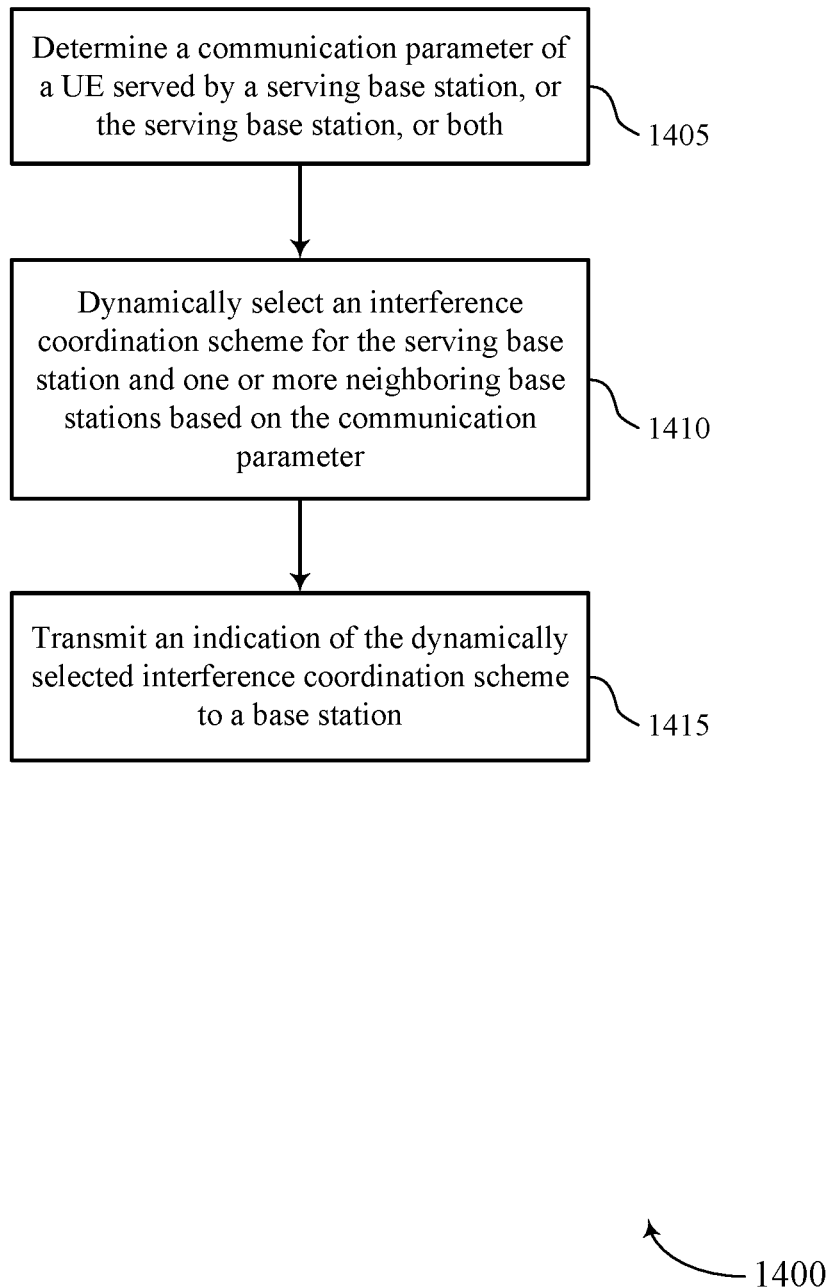 Determine a communication parameter of
a UE served by a serving base station, or
the serving base station, or both
1405
Dynamically select an interference
coordination scheme for the serving base
station and one or more neighboring base
stations based on the communication
parameter
1410
Transmit an indication of the dynamically
selected interference coordination scheme
to a base station
1415
1400